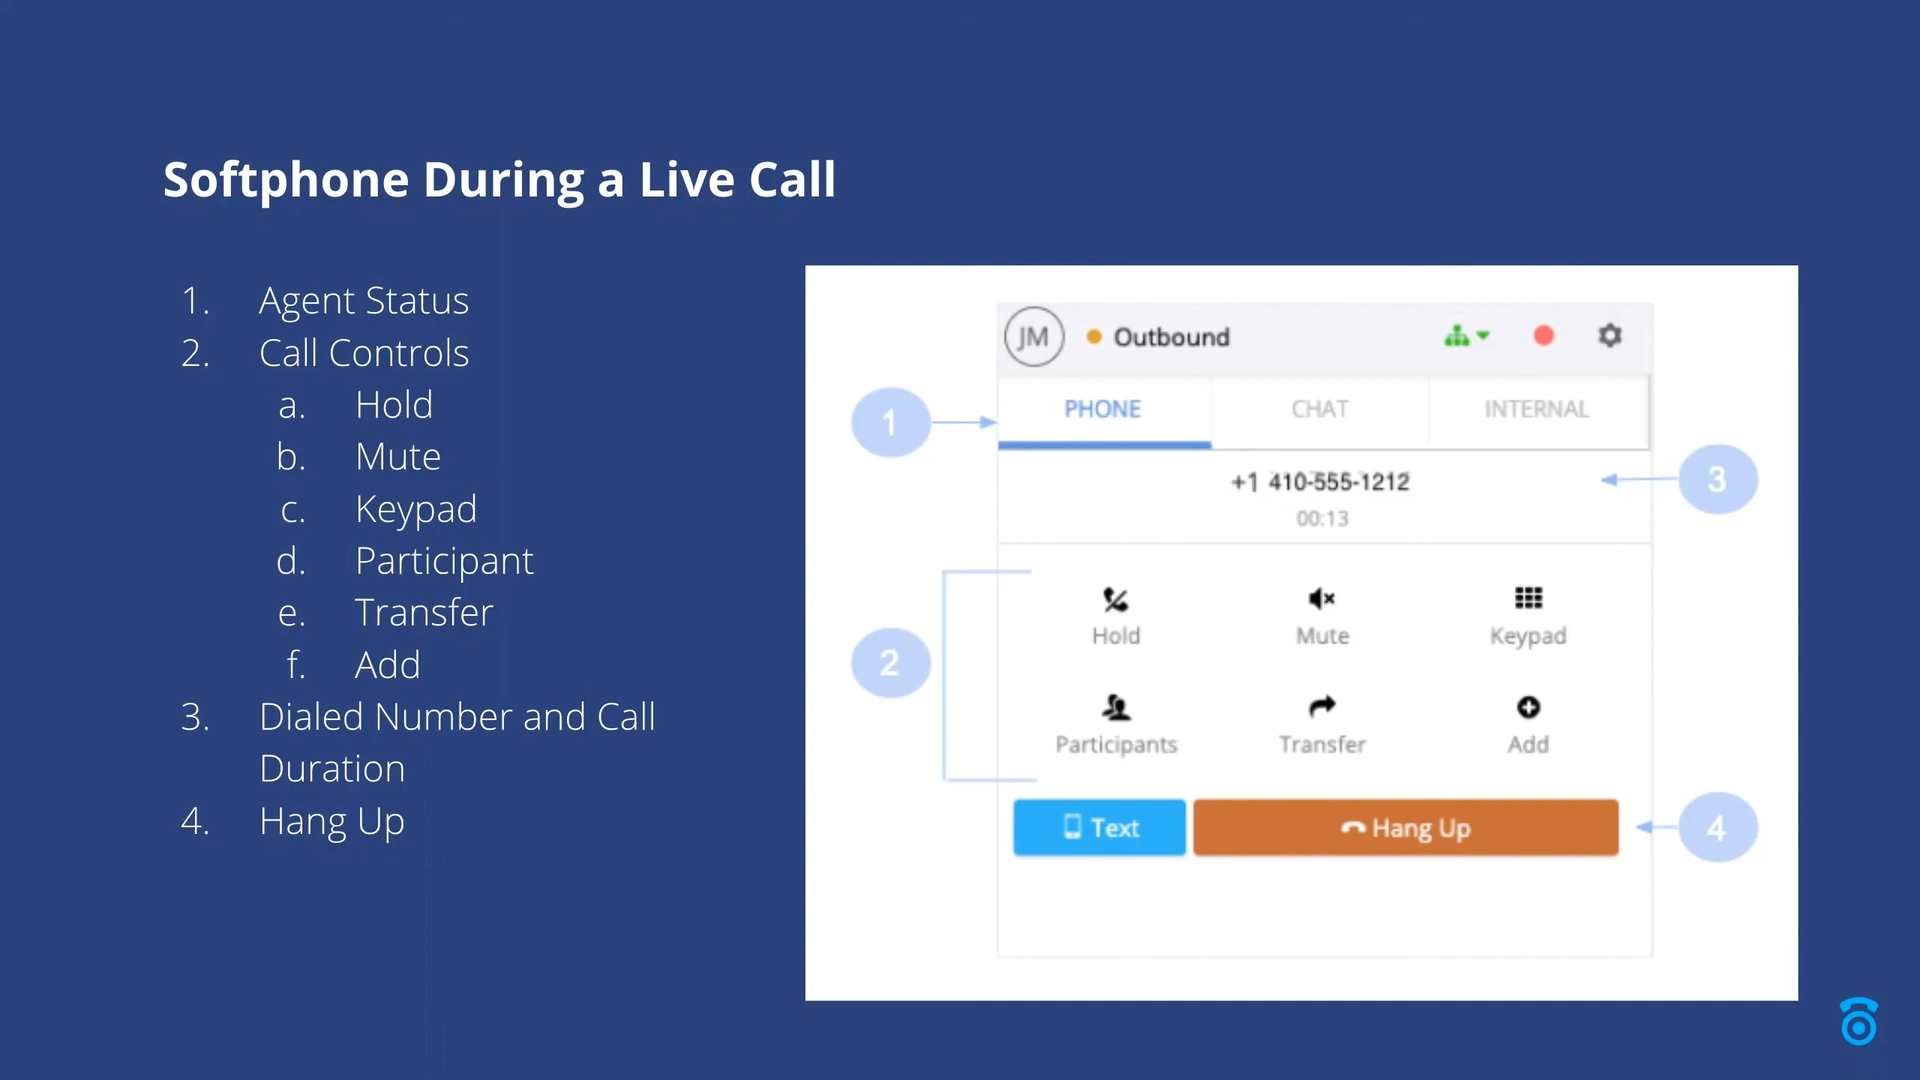 Softphone During a Live Call
1. Agent Status
2. Call Controls
a. Hold
b. Mute
c. Keypad
d. Participant
e. Transfer
f. Add
3. Dialed Number and Call
Duration
4. Hang Up
JM Outbound
PHONE CHAT INTERNAL
1
+1 410-555-1212
3
00:13
Hold Mute Keypad
2
Participants Transfer Add
Text Hang Up
4